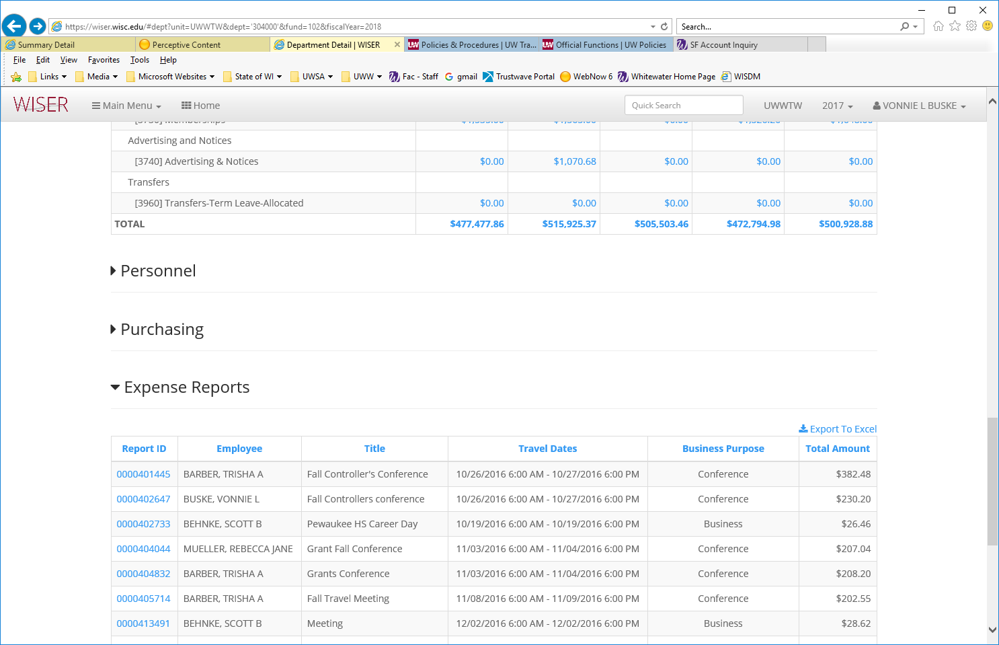 https://wiser.wisc.edu/#dept?unit=UWWTW&dept='304000'&fund=102&fiscalYear=2018
Search...
Summary Detail
Perceptive Content
Department Detail | WISER
Policies & Procedures | UW Tra...
Official Functions | UW Policies
SF Account Inquiry
File Edit View Favorites Tools Help
Links Media Microsoft Websites State of WI UWSA UWW Fac - Staff gmail Trustwave Portal WebNow 6 Whitewater Home Page WISDM
WISER Main Menu Home Quick Search UWWTW 2017 VONNIE L BUSKE
Advertising and Notices
[3740] Advertising & Notices $0.00 $1,070.68 $0.00 $0.00 $0.00
Transfers
[3960] Transfers-Term Leave-Allocated $0.00 $0.00 $0.00 $0.00 $0.00
TOTAL $477,477.86 $515,925.37 $505,503.46 $472,794.98 $500,928.88
Personnel
Purchasing
Expense Reports
Export To Excel
Report ID Employee Title Travel Dates Business Purpose Total Amount
0000401445 BARBER, TRISHA A Fall Controller's Conference 10/26/2016 6:00 AM - 10/27/2016 6:00 PM Conference $382.48
0000402647 BUSKE, VONNIE L Fall Controllers conference 10/26/2016 6:00 AM - 10/27/2016 6:00 PM Conference $230.20
0000402733 BEHNKE, SCOTT B Pewaukee HS Career Day 10/19/2016 6:00 AM - 10/19/2016 6:00 PM Business $26.46
0000404044 MUELLER, REBECCA JANE Grant Fall Conference 11/03/2016 6:00 AM - 11/04/2016 6:00 PM Conference $207.04
0000404832 BARBER, TRISHA A Grants Conference 11/03/2016 6:00 AM - 11/04/2016 6:00 PM Conference $208.20
0000405714 BARBER, TRISHA A Fall Travel Meeting 11/08/2016 6:00 AM - 11/09/2016 6:00 PM Conference $202.55
0000413491 BEHNKE, SCOTT B Meeting 12/02/2016 6:00 AM - 12/02/2016 6:00 PM Business $28.62